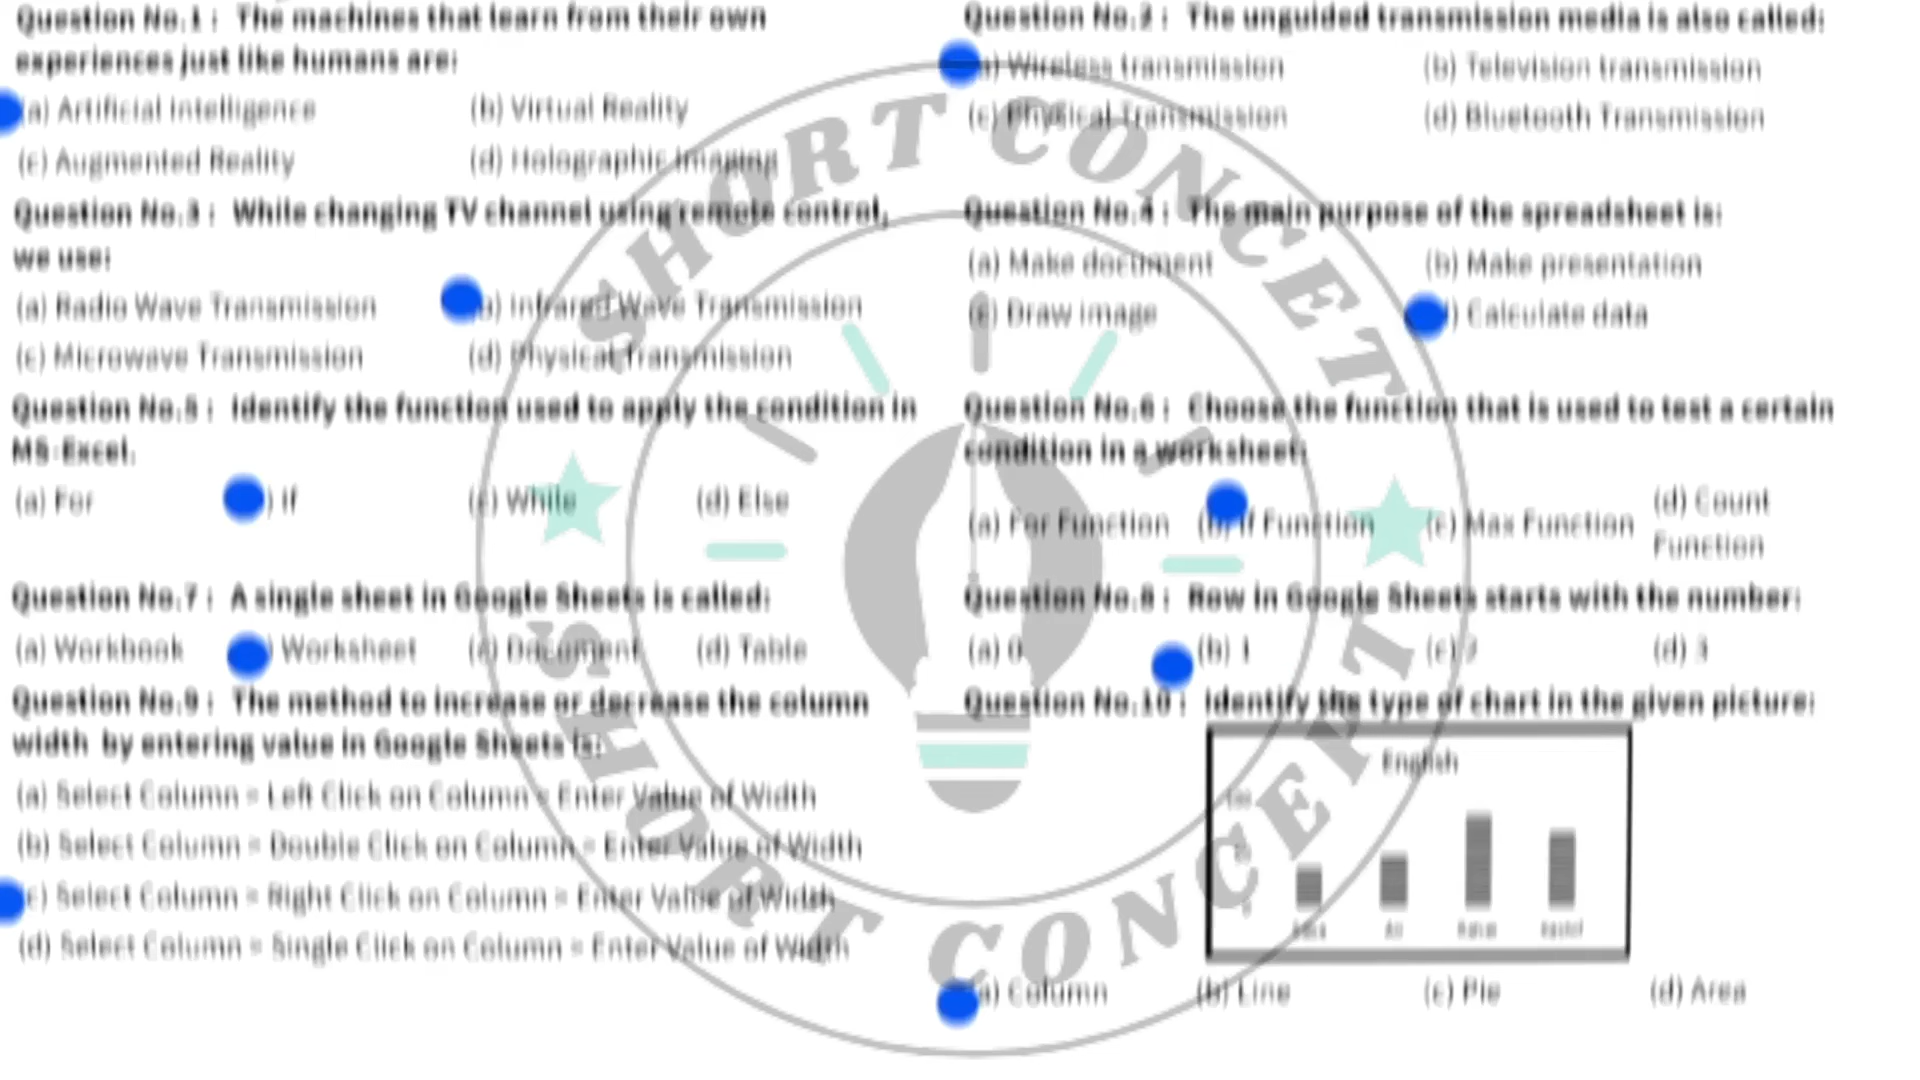 Question No.1 : The machines that learn from their own
experiences just like humans are:
(a) Artificial Intelligence (b) Virtual Reality
(c) Augmented Reality (d) Holographic Imaging
Question No.2 : The unguided transmission media is also called:
a) Wireless transmission (b) Television transmission
(c) Physical Transmission (d) Bluetooth Transmission
Question No.3 : While changing TV channel using remote control,
we use:
(a) Radio Wave Transmission b) Infrared Wave Transmission
(c) Microwave Transmission (d) Physical Transmission
Question No.4 : The main purpose of the spreadsheet is:
(a) Make document (b) Make presentation
(c) Draw image ) Calculate data
Question No.5 : Identify the function used to apply the condition in
MS-Excel.
(a) For ) If (c) While (d) Else
Question No.6 : Choose the function that is used to test a certain
condition in a worksheet:
(a) For Function (b) If Function (c) Max Function (d) Count
Function
Question No.7 : A single sheet in Google Sheets is called:
(a) Workbook ) Worksheet (c) Document (d) Table
Question No.8 : Row in Google Sheets starts with the number:
(a) 0 (b) 1 (c) 2 (d) 3
Question No.9 : The method to increase or decrease the column
width by entering value in Google Sheets is:
(a) Select Column = Left Click on Column = Enter Value of Width
(b) Select Column = Double Click on Column = Enter Value of Width
c) Select Column = Right Click on Column = Enter Value of Width
(d) Select Column = Single Click on Column = Enter Value of Width
Question No.10 : Identify the type of chart in the given picture:
English
Ali
a) Column (b) Line (c) Pie (d) Area
SHORT CONCET
SHORT CONCEPT